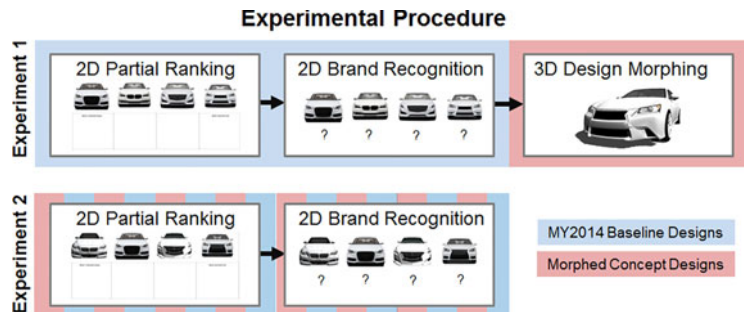 Experimental Procedure
Experiment 1
2D Partial Ranking
2D Brand Recognition
? ? ? ?
3D Design Morphing
Experiment 2
2D Partial Ranking
2D Brand Recognition
? ? ? ?
MY2014 Baseline Designs
Morphed Concept Designs